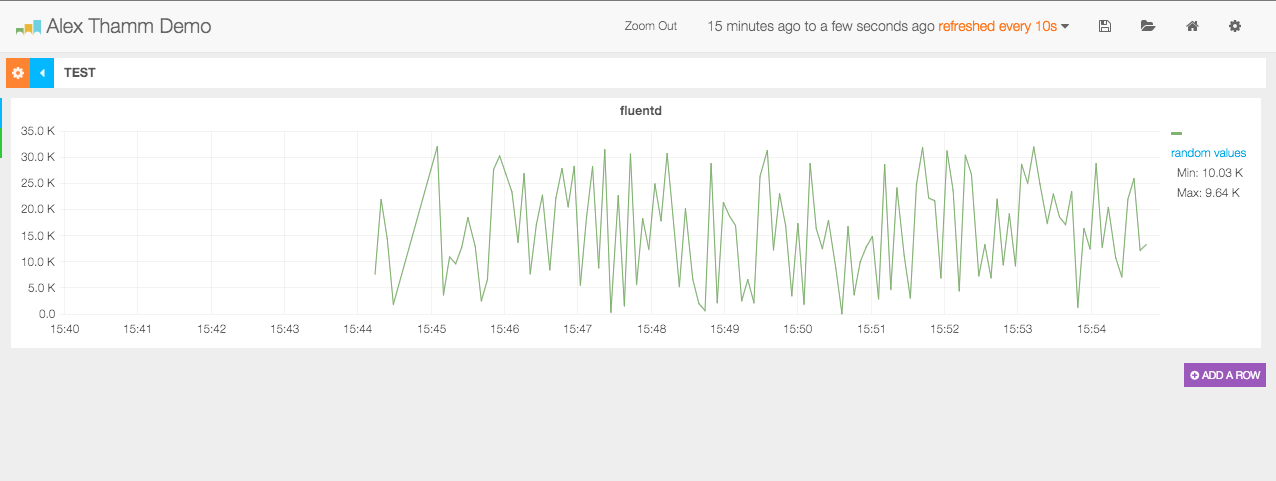 Alex Thamm Demo
Zoom Out 15 minutes ago to a few seconds ago refreshed every 10s
TEST
fluentd
35.0 K
30.0 K
25.0 K
20.0 K
15.0 K
10.0 K
5.0 K
0.0
15:40 15:41 15:42 15:43 15:44 15:45 15:46 15:47 15:48 15:49 15:50 15:51 15:52 15:53 15:54
random values
Min: 10.03 K
Max: 9.64 K
ADD A ROW